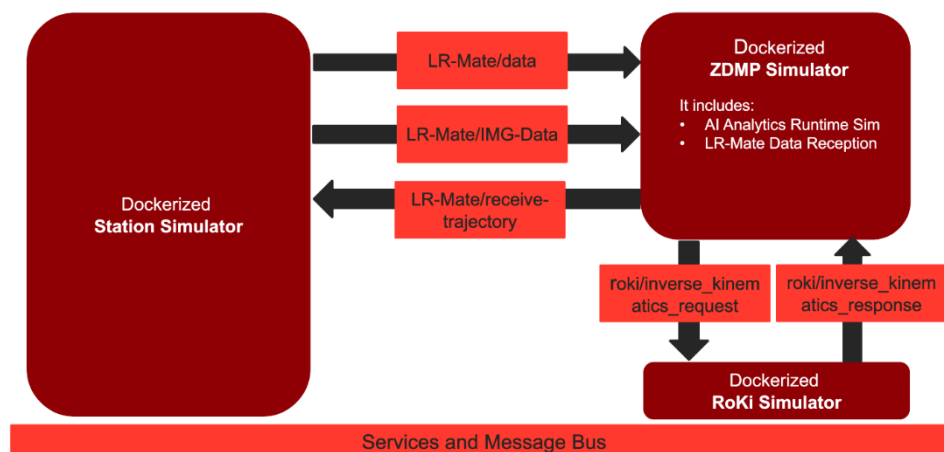 LR-Mate/data
LR-Mate/IMG-Data
LR-Mate/receive-
trajectory
Dockerized
Station Simulator
Dockerized
ZDMP Simulator
It includes:
• AI Analytics Runtime Sim
• LR-Mate Data Reception
roki/inverse_kinem
atics_request
roki/inverse_kinem
atics_response
Dockerized
RoKi Simulator
Services and Message Bus